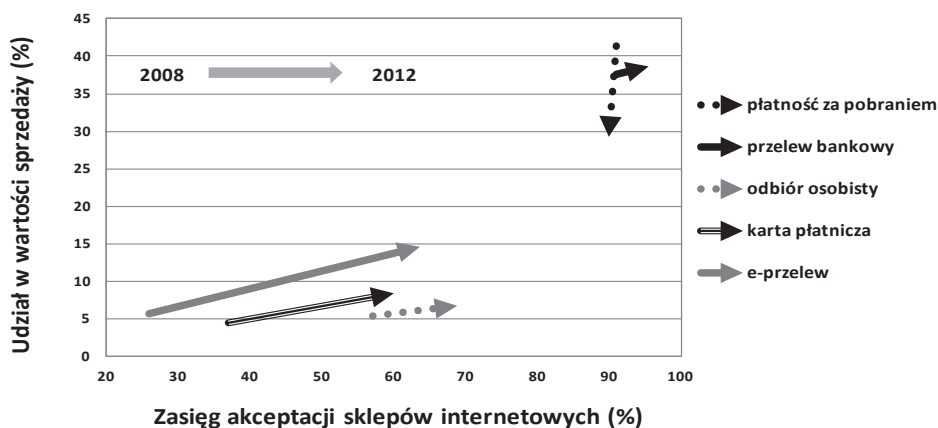 Udział w wartości sprzedaży (%)
45
40
35
30
25
20
15
10
5
0
2008
2012
20 30 40 50 60 70 80 90 100
Zasięg akceptacji sklepów internetowych (%)
płatność za pobraniem
przelew bankowy
odbiór osobisty
karta płatnicza
e-przelew